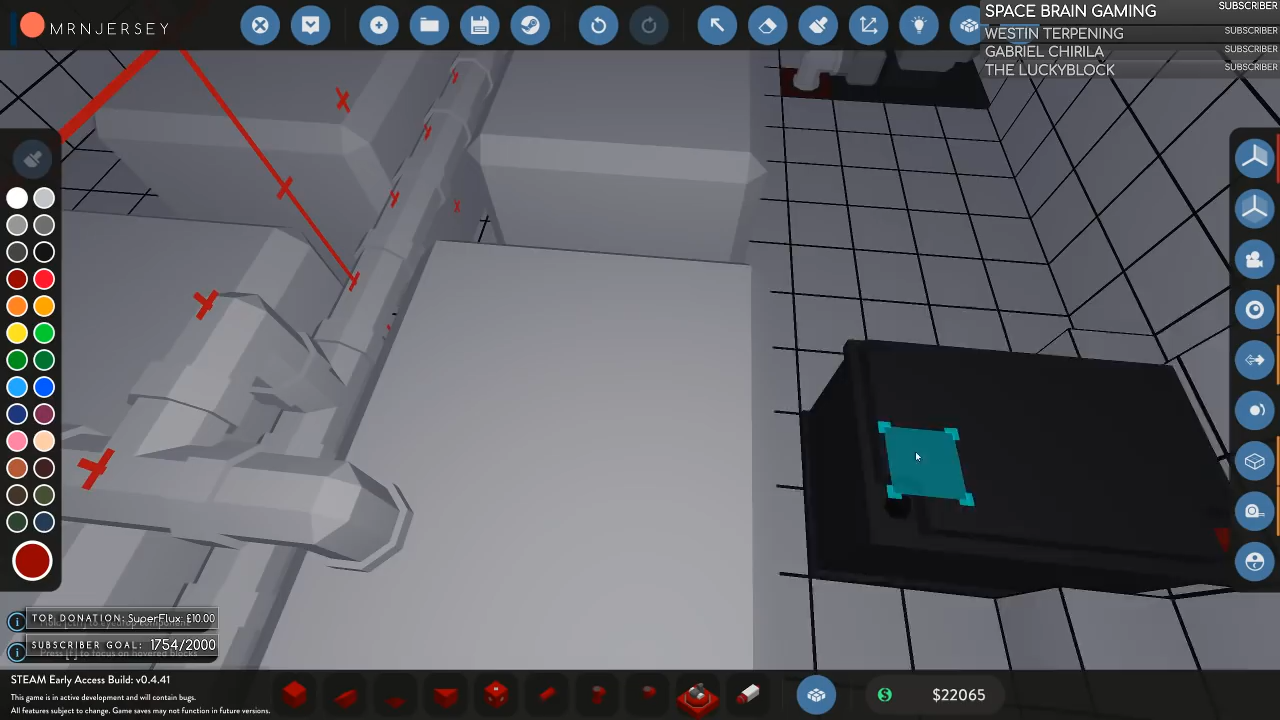 MRNJERSEY
SPACE BRAIN GAMING SUBSCRIBER
WESTIN TERPENING SUBSCRIBER
GABRIEL CHIRILA SUBSCRIBER
THE LUCKYBLOCK SUBSCRIBER
TOP DONATION: SuperFlux: £10.00
SUBSCRIBER GOAL: 1754/2000
STEAM Early Access Build: v0.4.41
This game is in active development and will contain bugs.
All features subject to change. Game saves may not function in future versions.
$ $22065